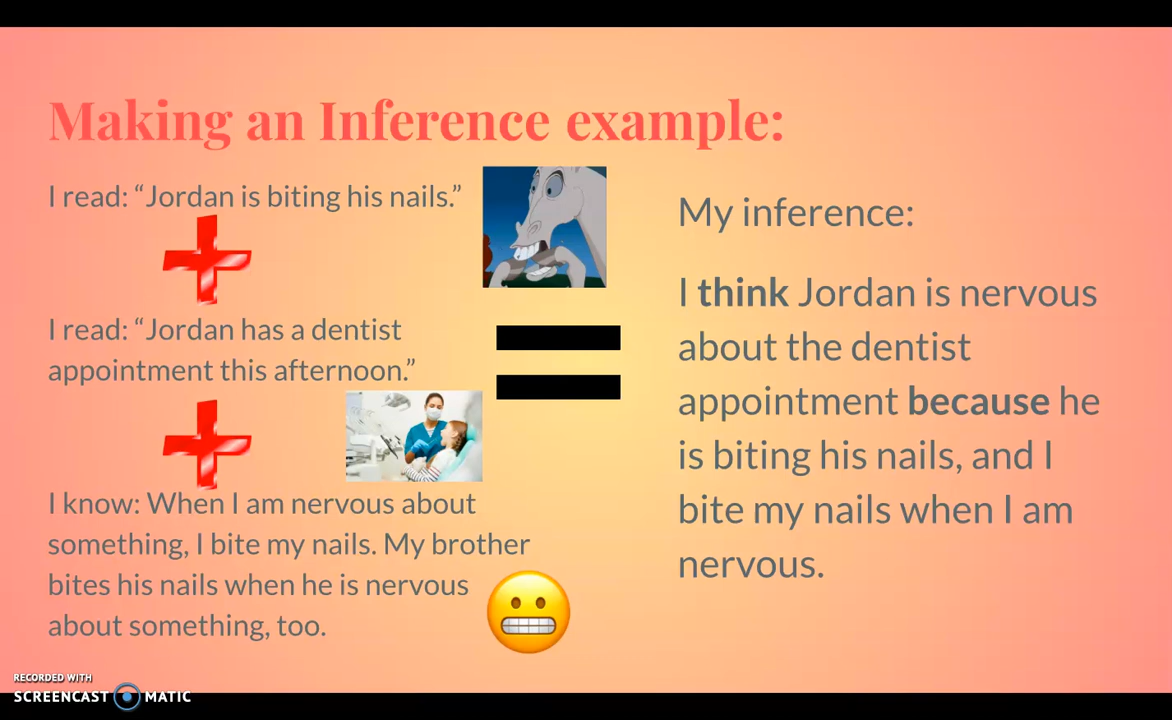 Making an Inference example:
I read: “Jordan is biting his nails.”
I read: “Jordan has a dentist
appointment this afternoon.”
I know: When I am nervous about
something, I bite my nails. My brother
bites his nails when he is nervous
about something, too.
My inference:
I think Jordan is nervous
about the dentist
appointment because he
is biting his nails, and I
bite my nails when I am
nervous.
RECORDED WITH
SCREENCAST MATIC